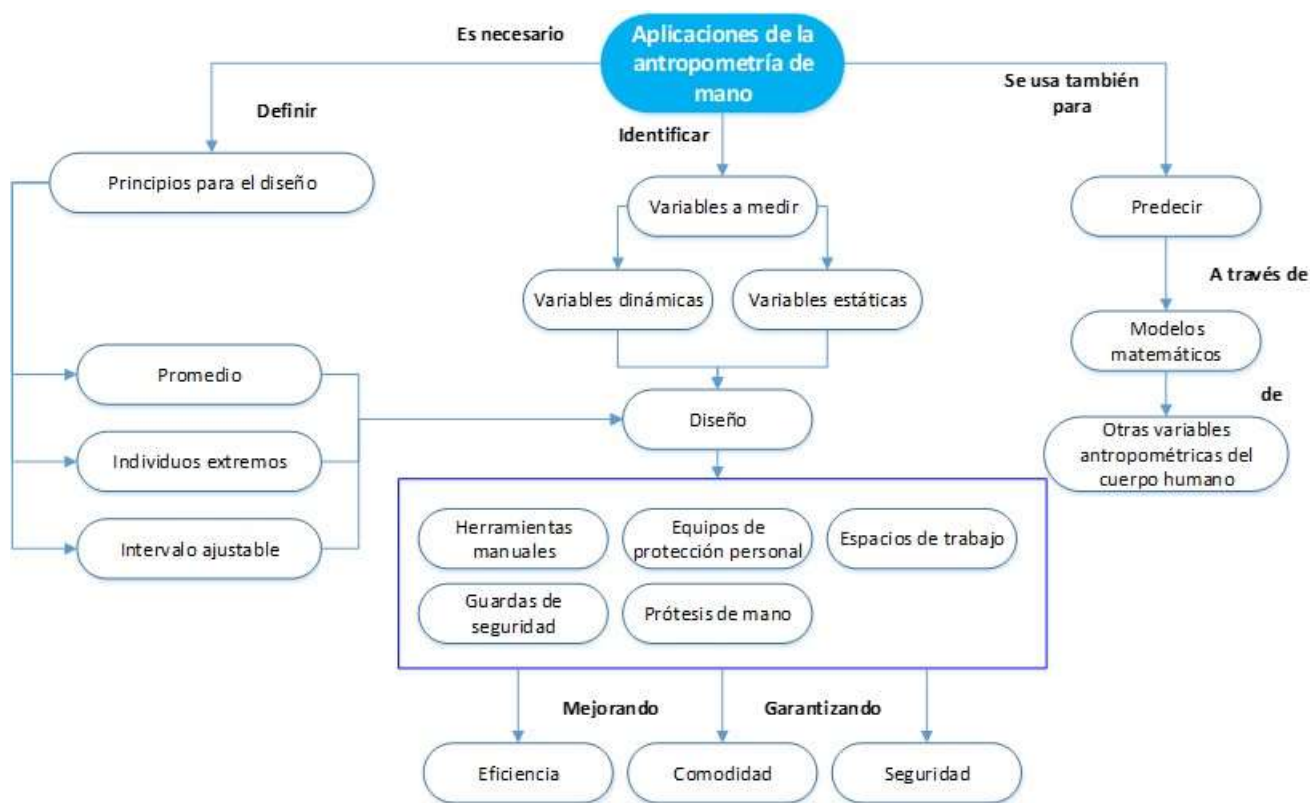 Es necesario
Aplicaciones de la
antropometría de
mano
Se usa también
para
Definir
Identificar
Principios para el diseño
Variables a medir
Predecir
A través de
Variables dinámicas
Variables estáticas
Modelos
matemáticos
de
Promedio
Individuos extremos
Intervalo ajustable
Diseño
Otras variables
antropométricas del
cuerpo humano
Herramientas
manuales
Equipos de
protección personal
Espacios de trabajo
Guardas de
seguridad
Prótesis de mano
Mejorando
Garantizando
Eficiencia
Comodidad
Seguridad